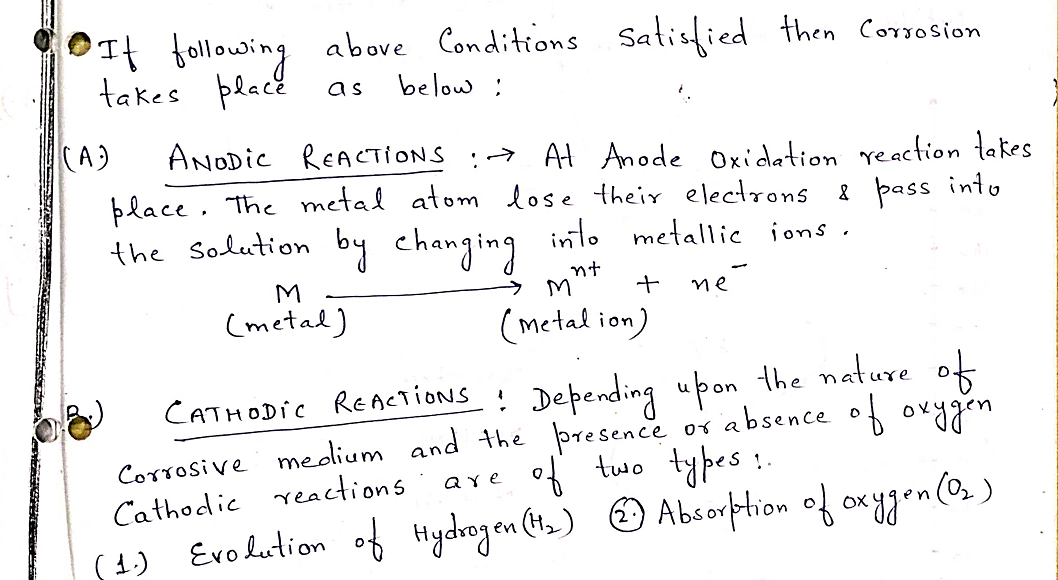 If following above Conditions Satisfied then Corrosion
takes place as below :
(A.) ANODIC REACTIONS :→ At Anode Oxidation reaction takes
place. The metal atom lose their electrons & pass into
the Solution by changing into metallic ions.
M ⟶ Mⁿ⁺ + ne⁻
(metal) (Metal ion)
B.) CATHODIC REACTIONS : Depending upon the nature of
Corrosive medium and the presence or absence of oxygen
Cathodic reactions are of two types :.
(1.) Evolution of Hydrogen (H₂) ②. Absorption of oxygen (O₂)